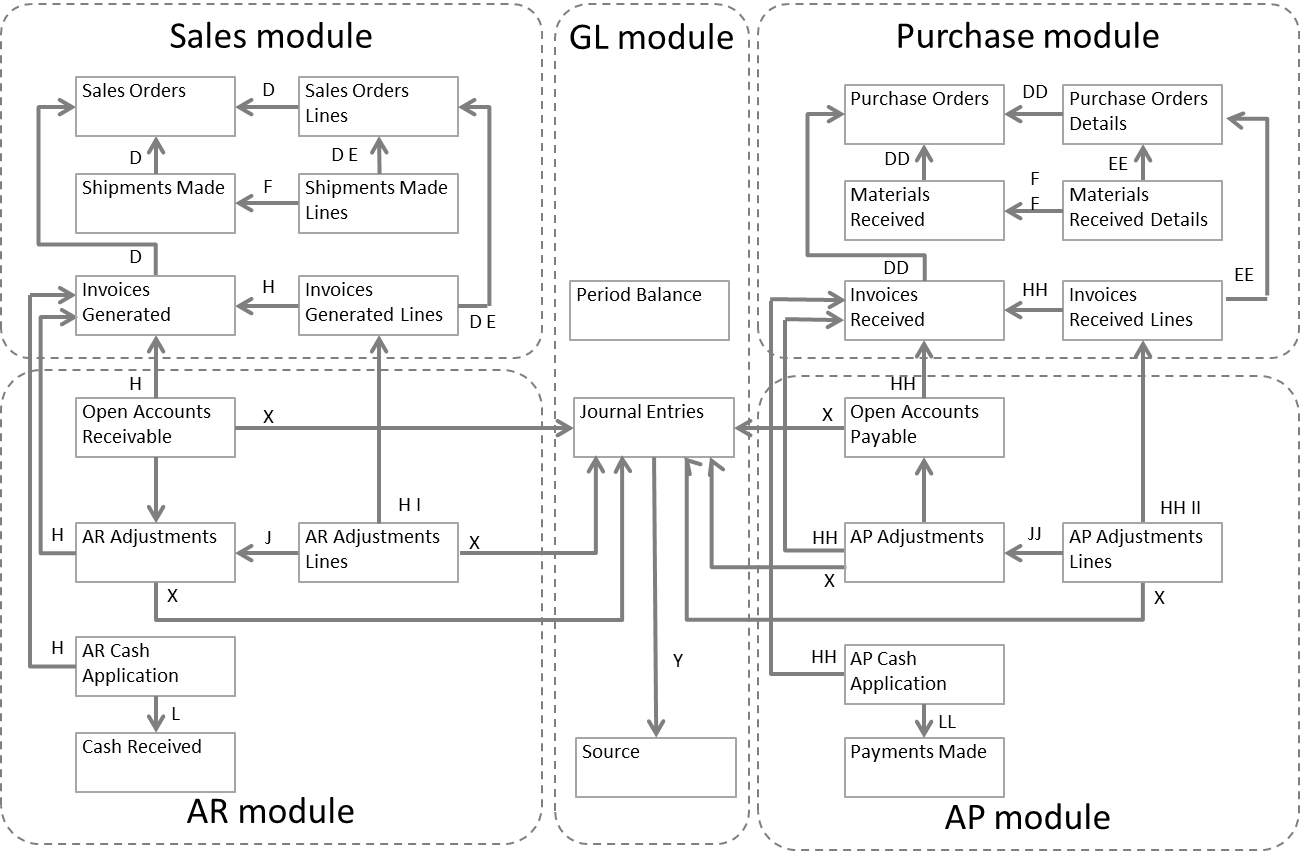 Sales module
GL module
Purchase module
Sales Orders
D
Sales Orders
Lines
D
D E
Shipments Made
F
Shipments Made
Lines
D
Invoices
Generated
H
Invoices
Generated Lines
D E
Purchase Orders
DD
Purchase Orders
Details
DD
EE
Materials
Received
F
F
Materials
Received Details
DD
EE
Invoices
Received
HH
Invoices
Received Lines
Period Balance
H
Open Accounts
Receivable
X
Journal Entries
X
HH
Open Accounts
Payable
H I
H
AR Adjustments
J
AR Adjustments
Lines
X
X
HH
AP Adjustments
X
JJ
HH II
AP Adjustments
Lines
X
H
AR Cash
Application
L
Cash Received
Y
Source
HH
AP Cash
Application
LL
Payments Made
AR module
AP module